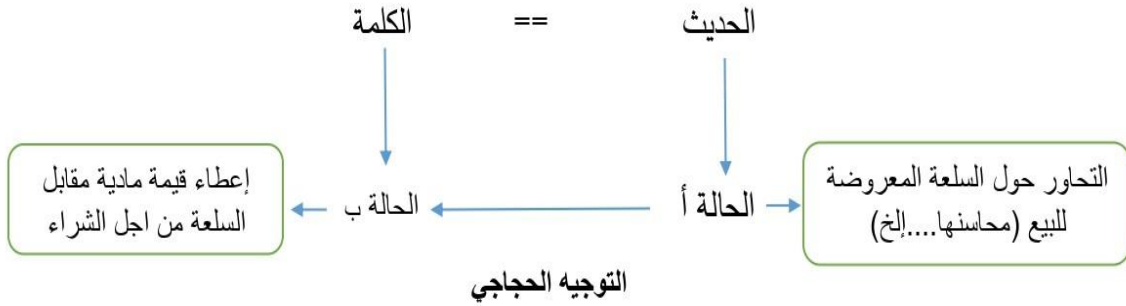 الحديث == الكلمة
التحاور حول السلعة المعروضة
للبيع (محاسنها....إلخ)
الحالة أ
الحالة ب
إعطاء قيمة مادية مقابل
السلعة من اجل الشراء
التوجيه الحجاجي